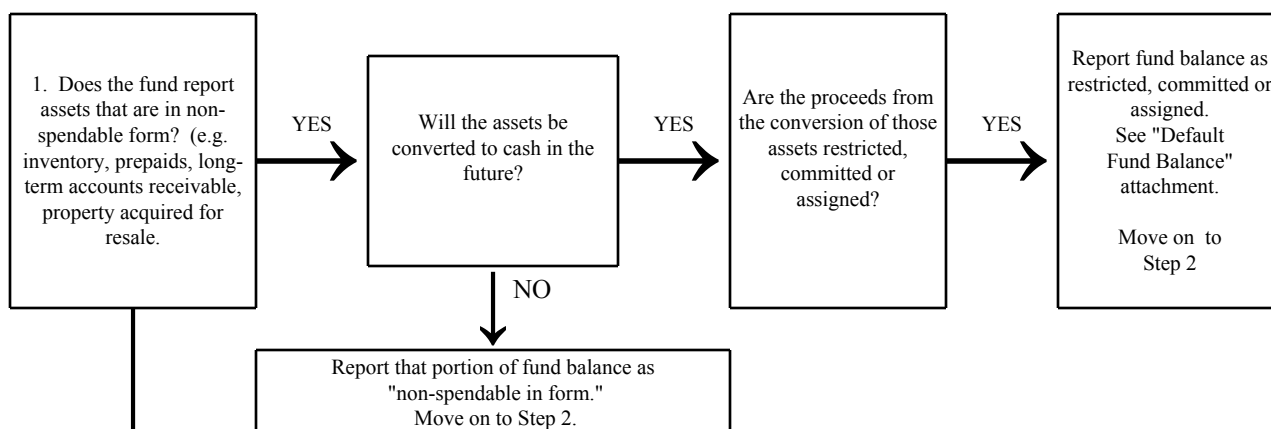 1. Does the fund report
assets that are in non-
spendable form? (e.g.
inventory, prepaids, long-
term accounts receivable,
property acquired for
resale.
YES
Will the assets be
converted to cash in the
future?
YES
Are the proceeds from
the conversion of those
assets restricted,
committed or
assigned?
YES
Report fund balance as
restricted, committed or
assigned.
See "Default
Fund Balance"
attachment.
Move on to
Step 2
NO
Report that portion of fund balance as
"non-spendable in form."
Move on to Step 2.